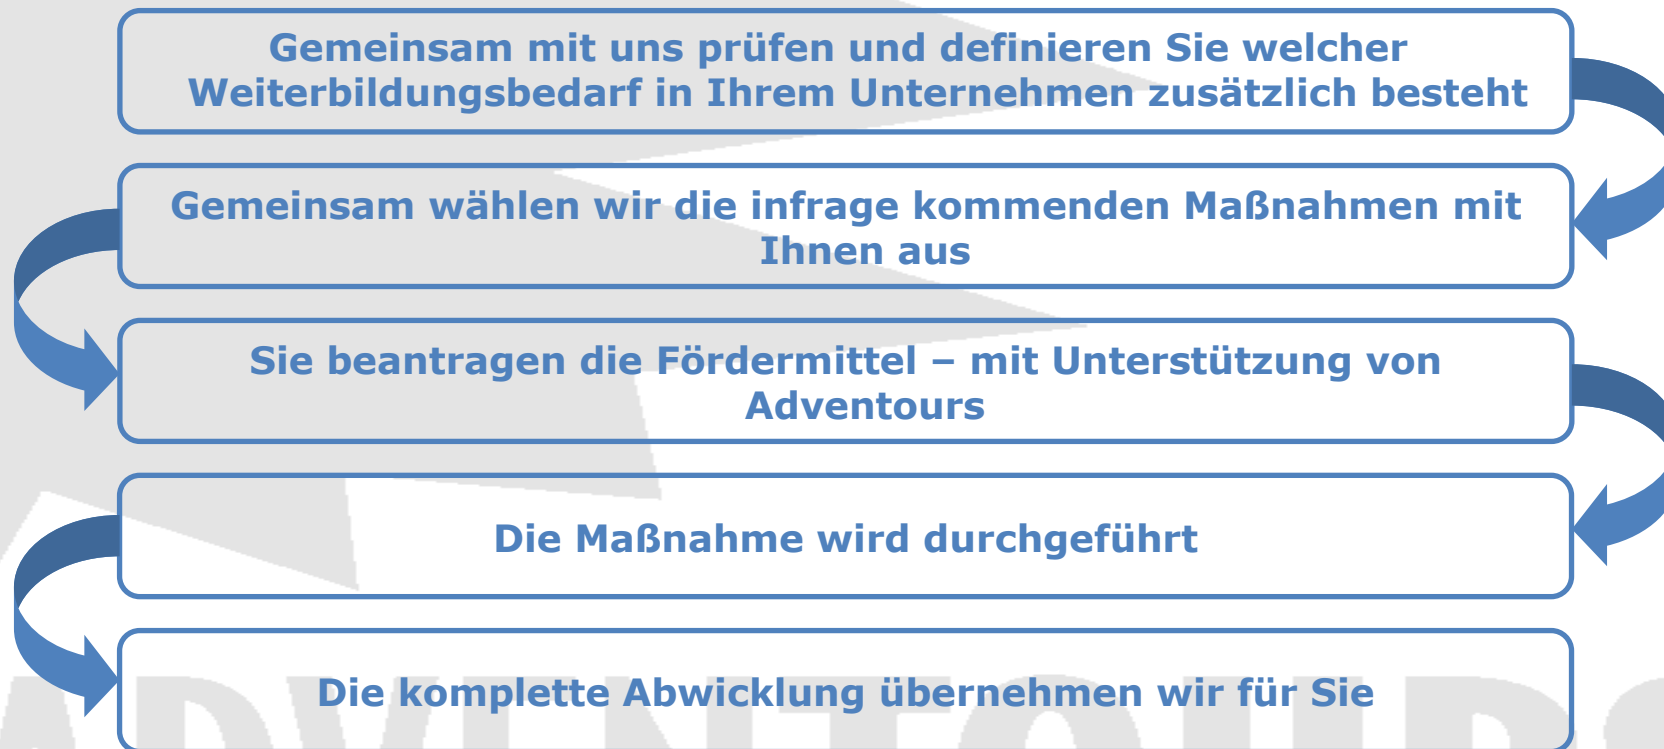 Gemeinsam mit uns prüfen und definieren Sie welcher
Weiterbildungsbedarf in Ihrem Unternehmen zusätzlich besteht
Gemeinsam wählen wir die infrage kommenden Maßnahmen mit
Ihnen aus
Sie beantragen die Fördermittel – mit Unterstützung von
Adventours
Die Maßnahme wird durchgeführt
Die komplette Abwicklung übernehmen wir für Sie
ADVENTOURS